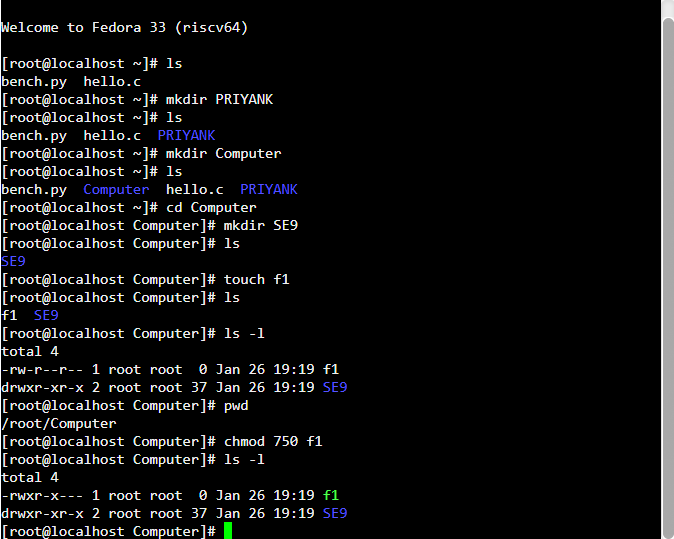 Welcome to Fedora 33 (riscv64)
[root@localhost ~]# ls
bench.py  hello.c
[root@localhost ~]# mkdir PRIYANK
[root@localhost ~]# ls
bench.py  hello.c  PRIYANK
[root@localhost ~]# mkdir Computer
[root@localhost ~]# ls
bench.py  Computer  hello.c  PRIYANK
[root@localhost ~]# cd Computer
[root@localhost Computer]# mkdir SE9
[root@localhost Computer]# ls
SE9
[root@localhost Computer]# touch f1
[root@localhost Computer]# ls
f1  SE9
[root@localhost Computer]# ls -l
total 4
-rw-r--r-- 1 root root  0 Jan 26 19:19 f1
drwxr-xr-x 2 root root 37 Jan 26 19:19 SE9
[root@localhost Computer]# pwd
/root/Computer
[root@localhost Computer]# chmod 750 f1
[root@localhost Computer]# ls -l
total 4
-rwxr-x--- 1 root root  0 Jan 26 19:19 f1
drwxr-xr-x 2 root root 37 Jan 26 19:19 SE9
[root@localhost Computer]#